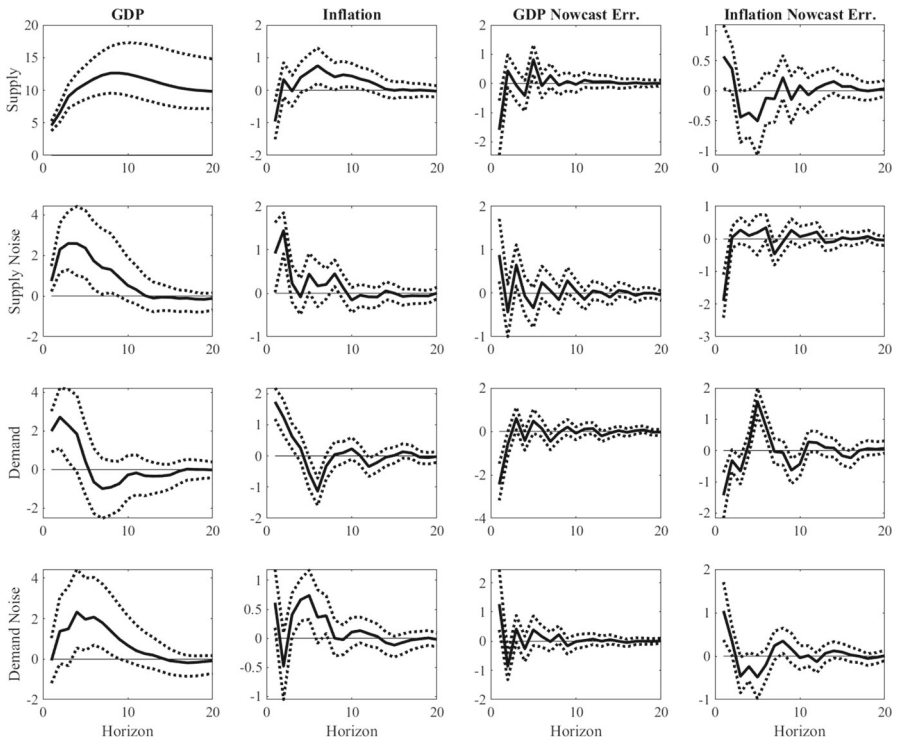 GDP Inflation GDP Nowcast Err. Inflation Nowcast Err.
Supply
20 15 10 5 0
0 10 20
2 1 0 -2
0 10 20
2 1 0 -1 -2
0 10 20
1 0.5 0 -0.5 -1
0 10 20
Supply Noise
4 2 0 -2
0 10 20
2 1 0 -1
0 10 20
2 1 0 -1
0 10 20
1 0 -1 -2 -3
0 10 20
Demand
4 2 0 -2
0 10 20
2 1 0 -1 -2
0 10 20
2 0 -2 -4
0 10 20
2 1 0 -1 -2
0 10 20
Demand Noise
4 2 0 -2
0 10 20
Horizon
1 0.5 0 -0.5 -1
0 10 20
Horizon
2 1 0 -1 -2
0 10 20
Horizon
2 1 0 -1
0 10 20
Horizon